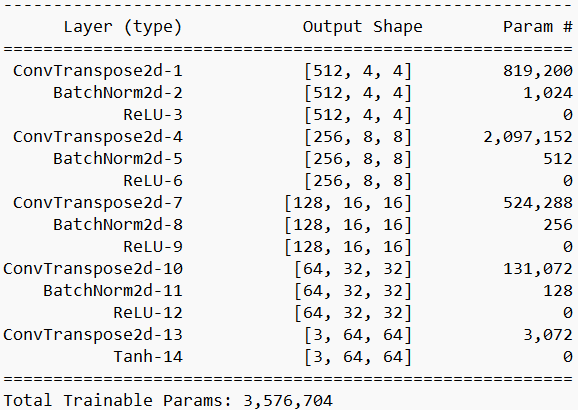 ----------------------------------------------------------------
Layer (type) Output Shape Param #
================================================================
ConvTranspose2d-1 [512, 4, 4] 819,200
BatchNorm2d-2 [512, 4, 4] 1,024
ReLU-3 [512, 4, 4] 0
ConvTranspose2d-4 [256, 8, 8] 2,097,152
BatchNorm2d-5 [256, 8, 8] 512
ReLU-6 [256, 8, 8] 0
ConvTranspose2d-7 [128, 16, 16] 524,288
BatchNorm2d-8 [128, 16, 16] 256
ReLU-9 [128, 16, 16] 0
ConvTranspose2d-10 [64, 32, 32] 131,072
BatchNorm2d-11 [64, 32, 32] 128
ReLU-12 [64, 32, 32] 0
ConvTranspose2d-13 [3, 64, 64] 3,072
Tanh-14 [3, 64, 64] 0
================================================================
Total Trainable Params: 3,576,704